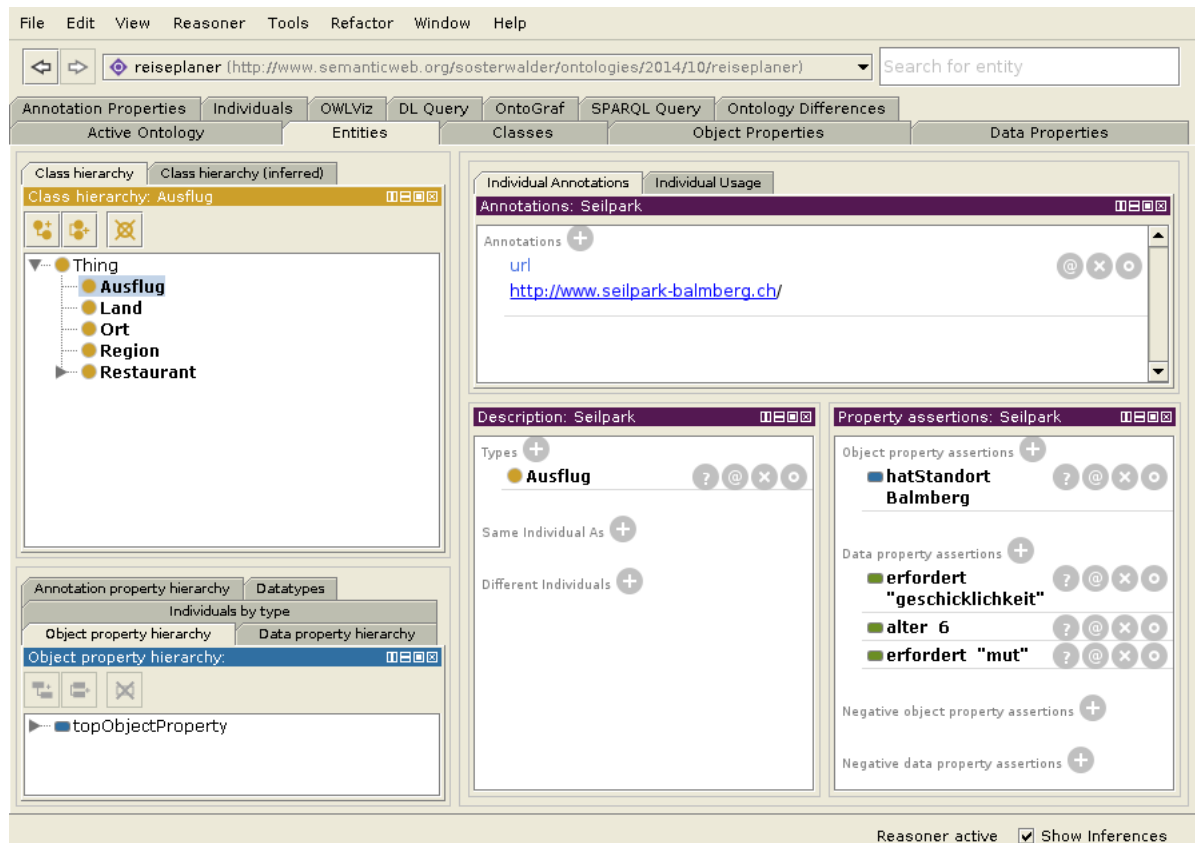 File Edit View Reasoner Tools Refactor Window Help
reiseplaner (http://www.semanticweb.org/sosterwalder/ontologies/2014/10/reiseplaner)
Search for entity
Annotation Properties Individuals OWLViz DL Query OntoGraf SPARQL Query Ontology Differences
Active Ontology Entities Classes Object Properties Data Properties
Class hierarchy Class hierarchy (inferred)
Class hierarchy: Ausflug
Thing
Ausflug
Land
Ort
Region
Restaurant
Annotation property hierarchy Datatypes
Individuals by type
Object property hierarchy Data property hierarchy
Object property hierarchy:
topObjectProperty
Individual Annotations Individual Usage
Annotations: Seilpark
Annotations
url
http://www.seilpark-balmberg.ch/
Description: Seilpark
Types
Ausflug
Same Individual As
Different Individuals
Property assertions: Seilpark
Object property assertions
hatStandort
Balmberg
Data property assertions
erfordert
"geschicklichkeit"
alter 6
erfordert "mut"
Negative object property assertions
Negative data property assertions
Reasoner active Show Inferences